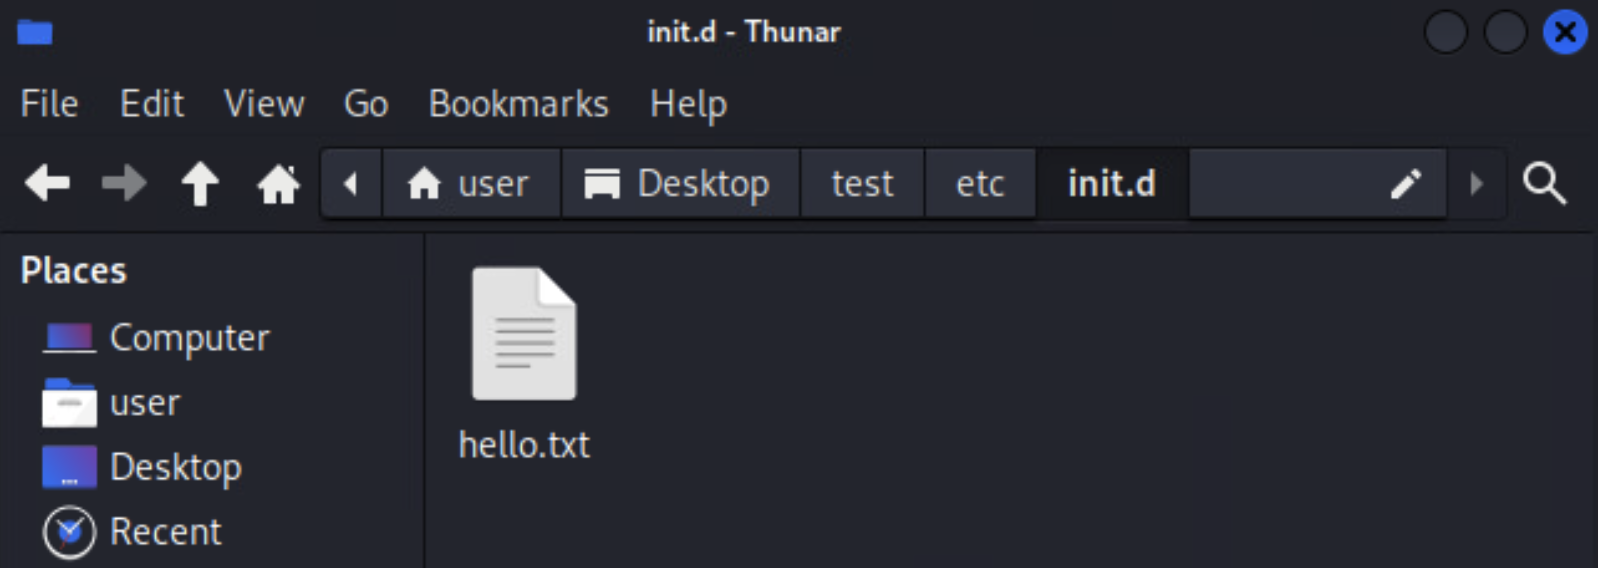 init.d - Thunar
File Edit View Go Bookmarks Help
user Desktop test etc init.d
Places
Computer
user
Desktop
Recent
hello.txt